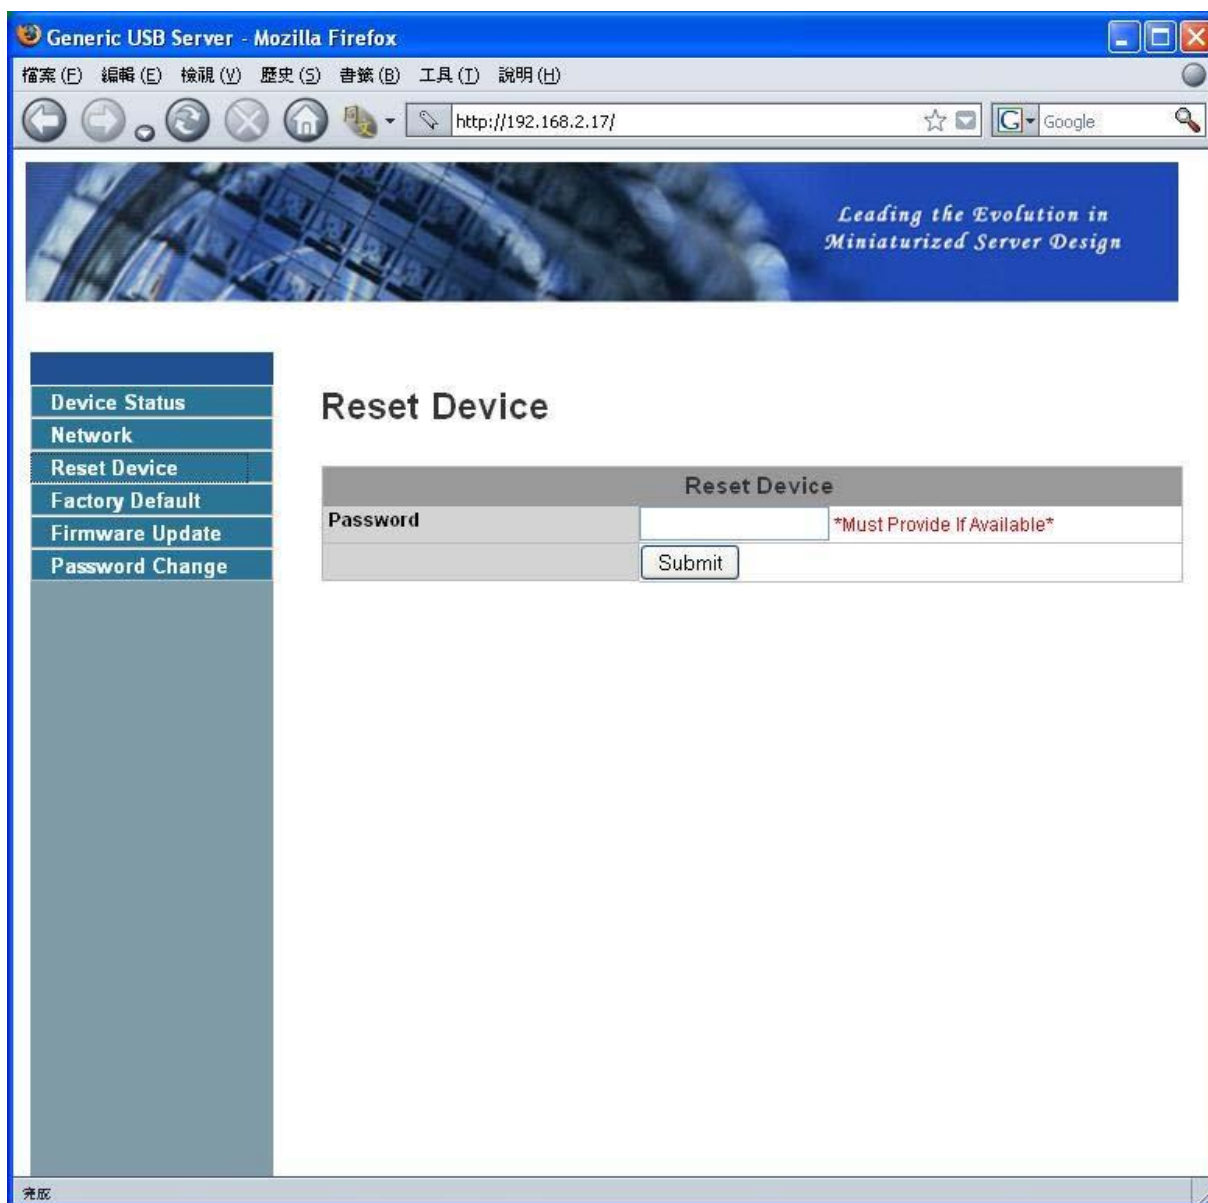 Generic USB Server - Mozilla Firefox
檔案(F) 編輯(E) 檢視(V) 歷史(S) 書籤(B) 工具(T) 說明(H)
http://192.168.2.17/ G Google
Leading the Evolution in
Miniaturized Server Design
Device Status
Network
Reset Device
Factory Default
Firmware Update
Password Change
Reset Device
Reset Device
Password *Must Provide If Available*
Submit
完成